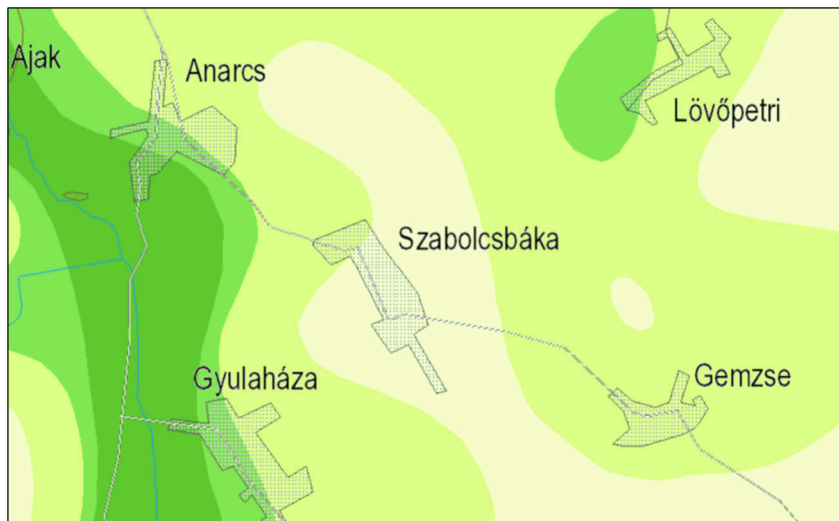 Ajak
Anarcs
Lövőpetri
Szabolcsbáka
Gyulaháza
Gemzse